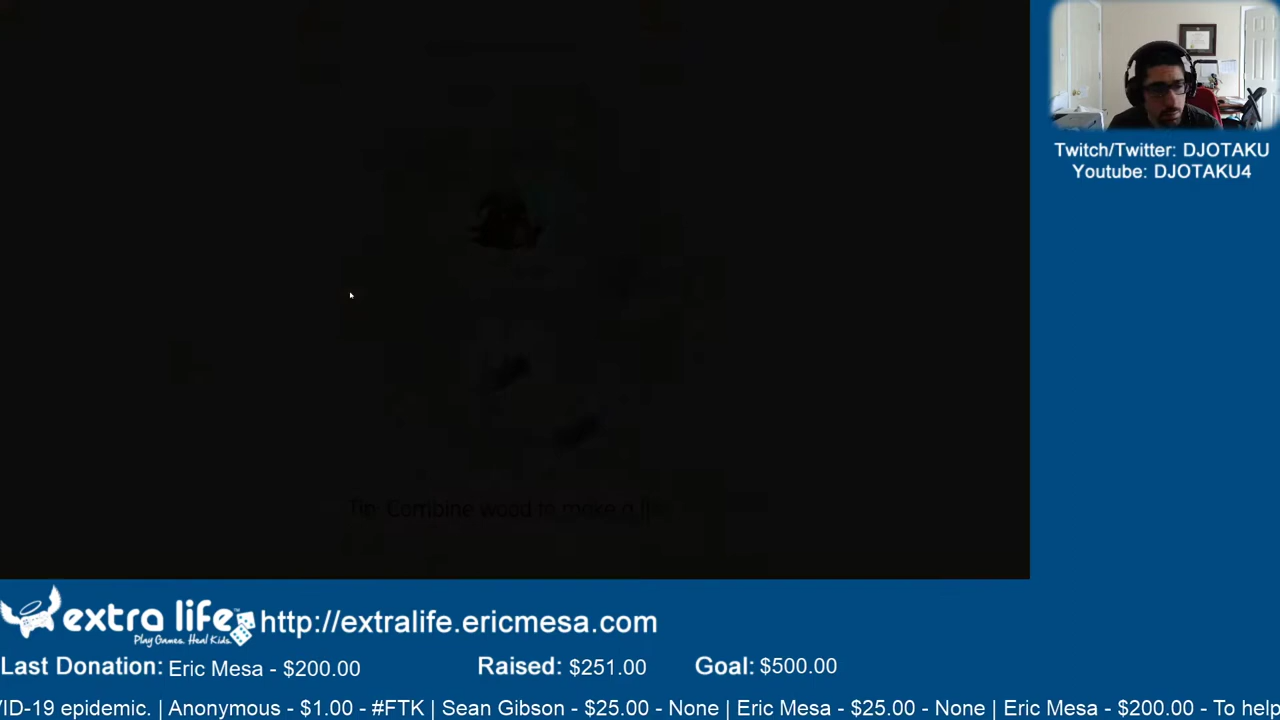 Twitch/Twitter: DJOTAKU
Youtube: DJOTAKU4
Tip: Combine wood to make a
extra life
Play Games. Heal Kids.
http://extralife.ericmesa.com
Last Donation: Eric Mesa - $200.00
Raised: $251.00
Goal: $500.00
VID-19 epidemic. | Anonymous - $1.00 - #FTK | Sean Gibson - $25.00 - None | Eric Mesa - $25.00 - None | Eric Mesa - $200.00 - To help